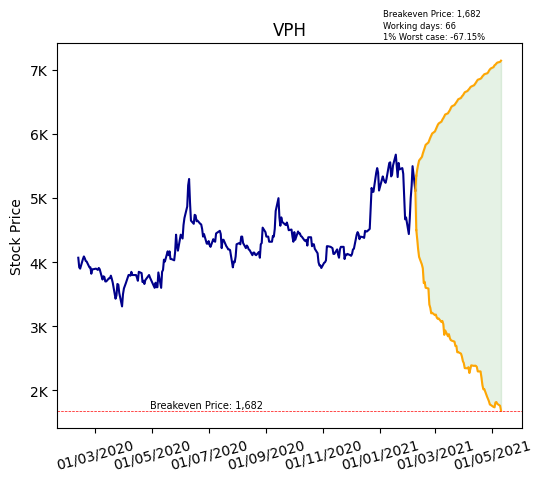 Breakeven Price: 1,682
Working days: 66
1% Worst case: -67.15%
VPH
7K
6K
5K
4K
3K
2K
Stock Price
Breakeven Price: 1,682
01/03/2020
01/05/2020
01/07/2020
01/09/2020
01/11/2020
01/01/2021
01/03/2021
01/05/2021